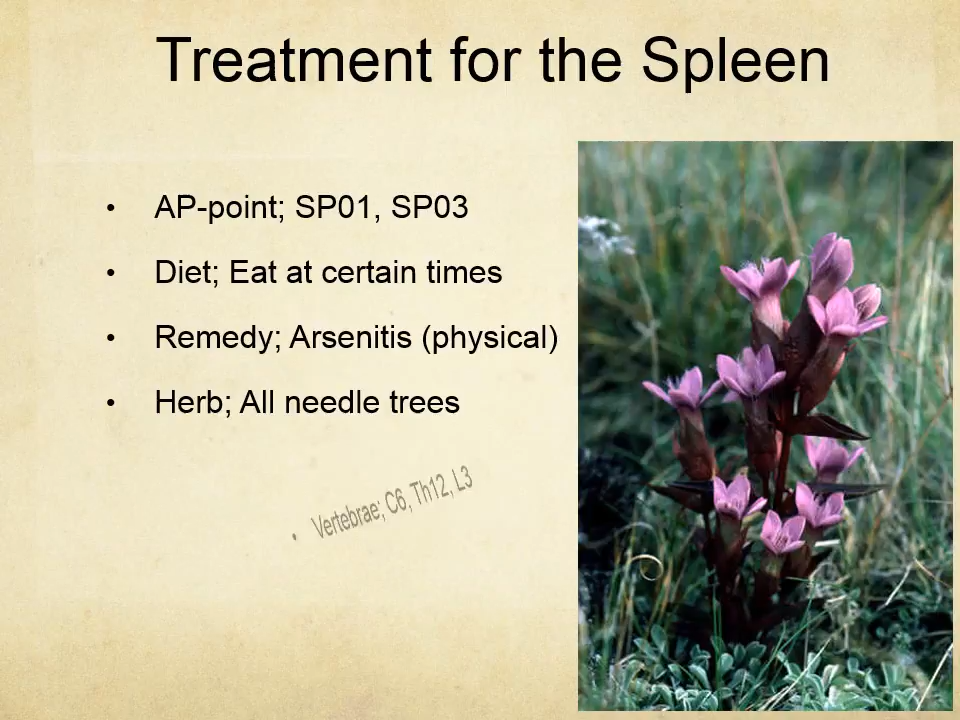 Treatment for the Spleen
• AP-point; SP01, SP03
• Diet; Eat at certain times
• Remedy; Arsenitis (physical)
• Herb; All needle trees
• Vertebrae; C6, Th12, L3